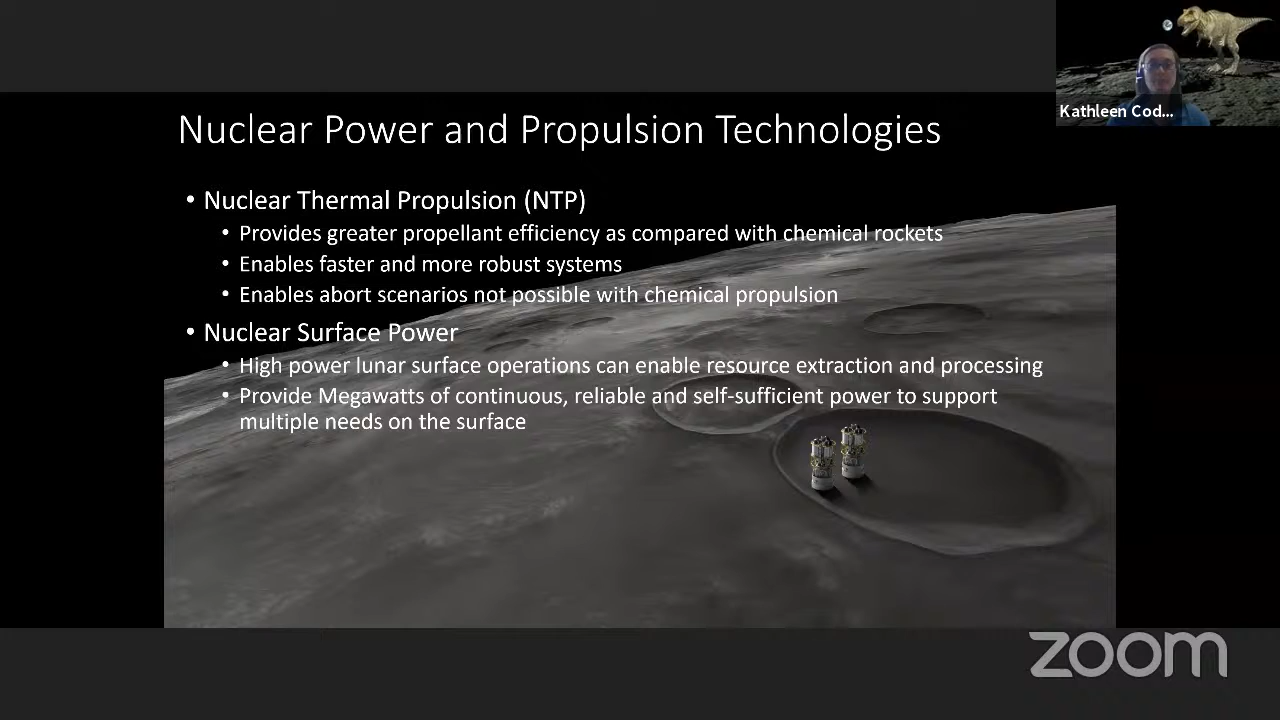 Kathleen Cod...
Nuclear Power and Propulsion Technologies
• Nuclear Thermal Propulsion (NTP)
• Provides greater propellant efficiency as compared with chemical rockets
• Enables faster and more robust systems
• Enables abort scenarios not possible with chemical propulsion
• Nuclear Surface Power
• High power lunar surface operations can enable resource extraction and processing
• Provide Megawatts of continuous, reliable and self-sufficient power to support
multiple needs on the surface
zoom